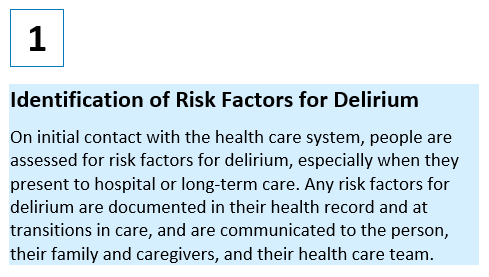 1
Identification of Risk Factors for Delirium
On initial contact with the health care system, people are
assessed for risk factors for delirium, especially when they
present to hospital or long-term care. Any risk factors for
delirium are documented in their health record and at
transitions in care, and are communicated to the person,
their family and caregivers, and their health care team.